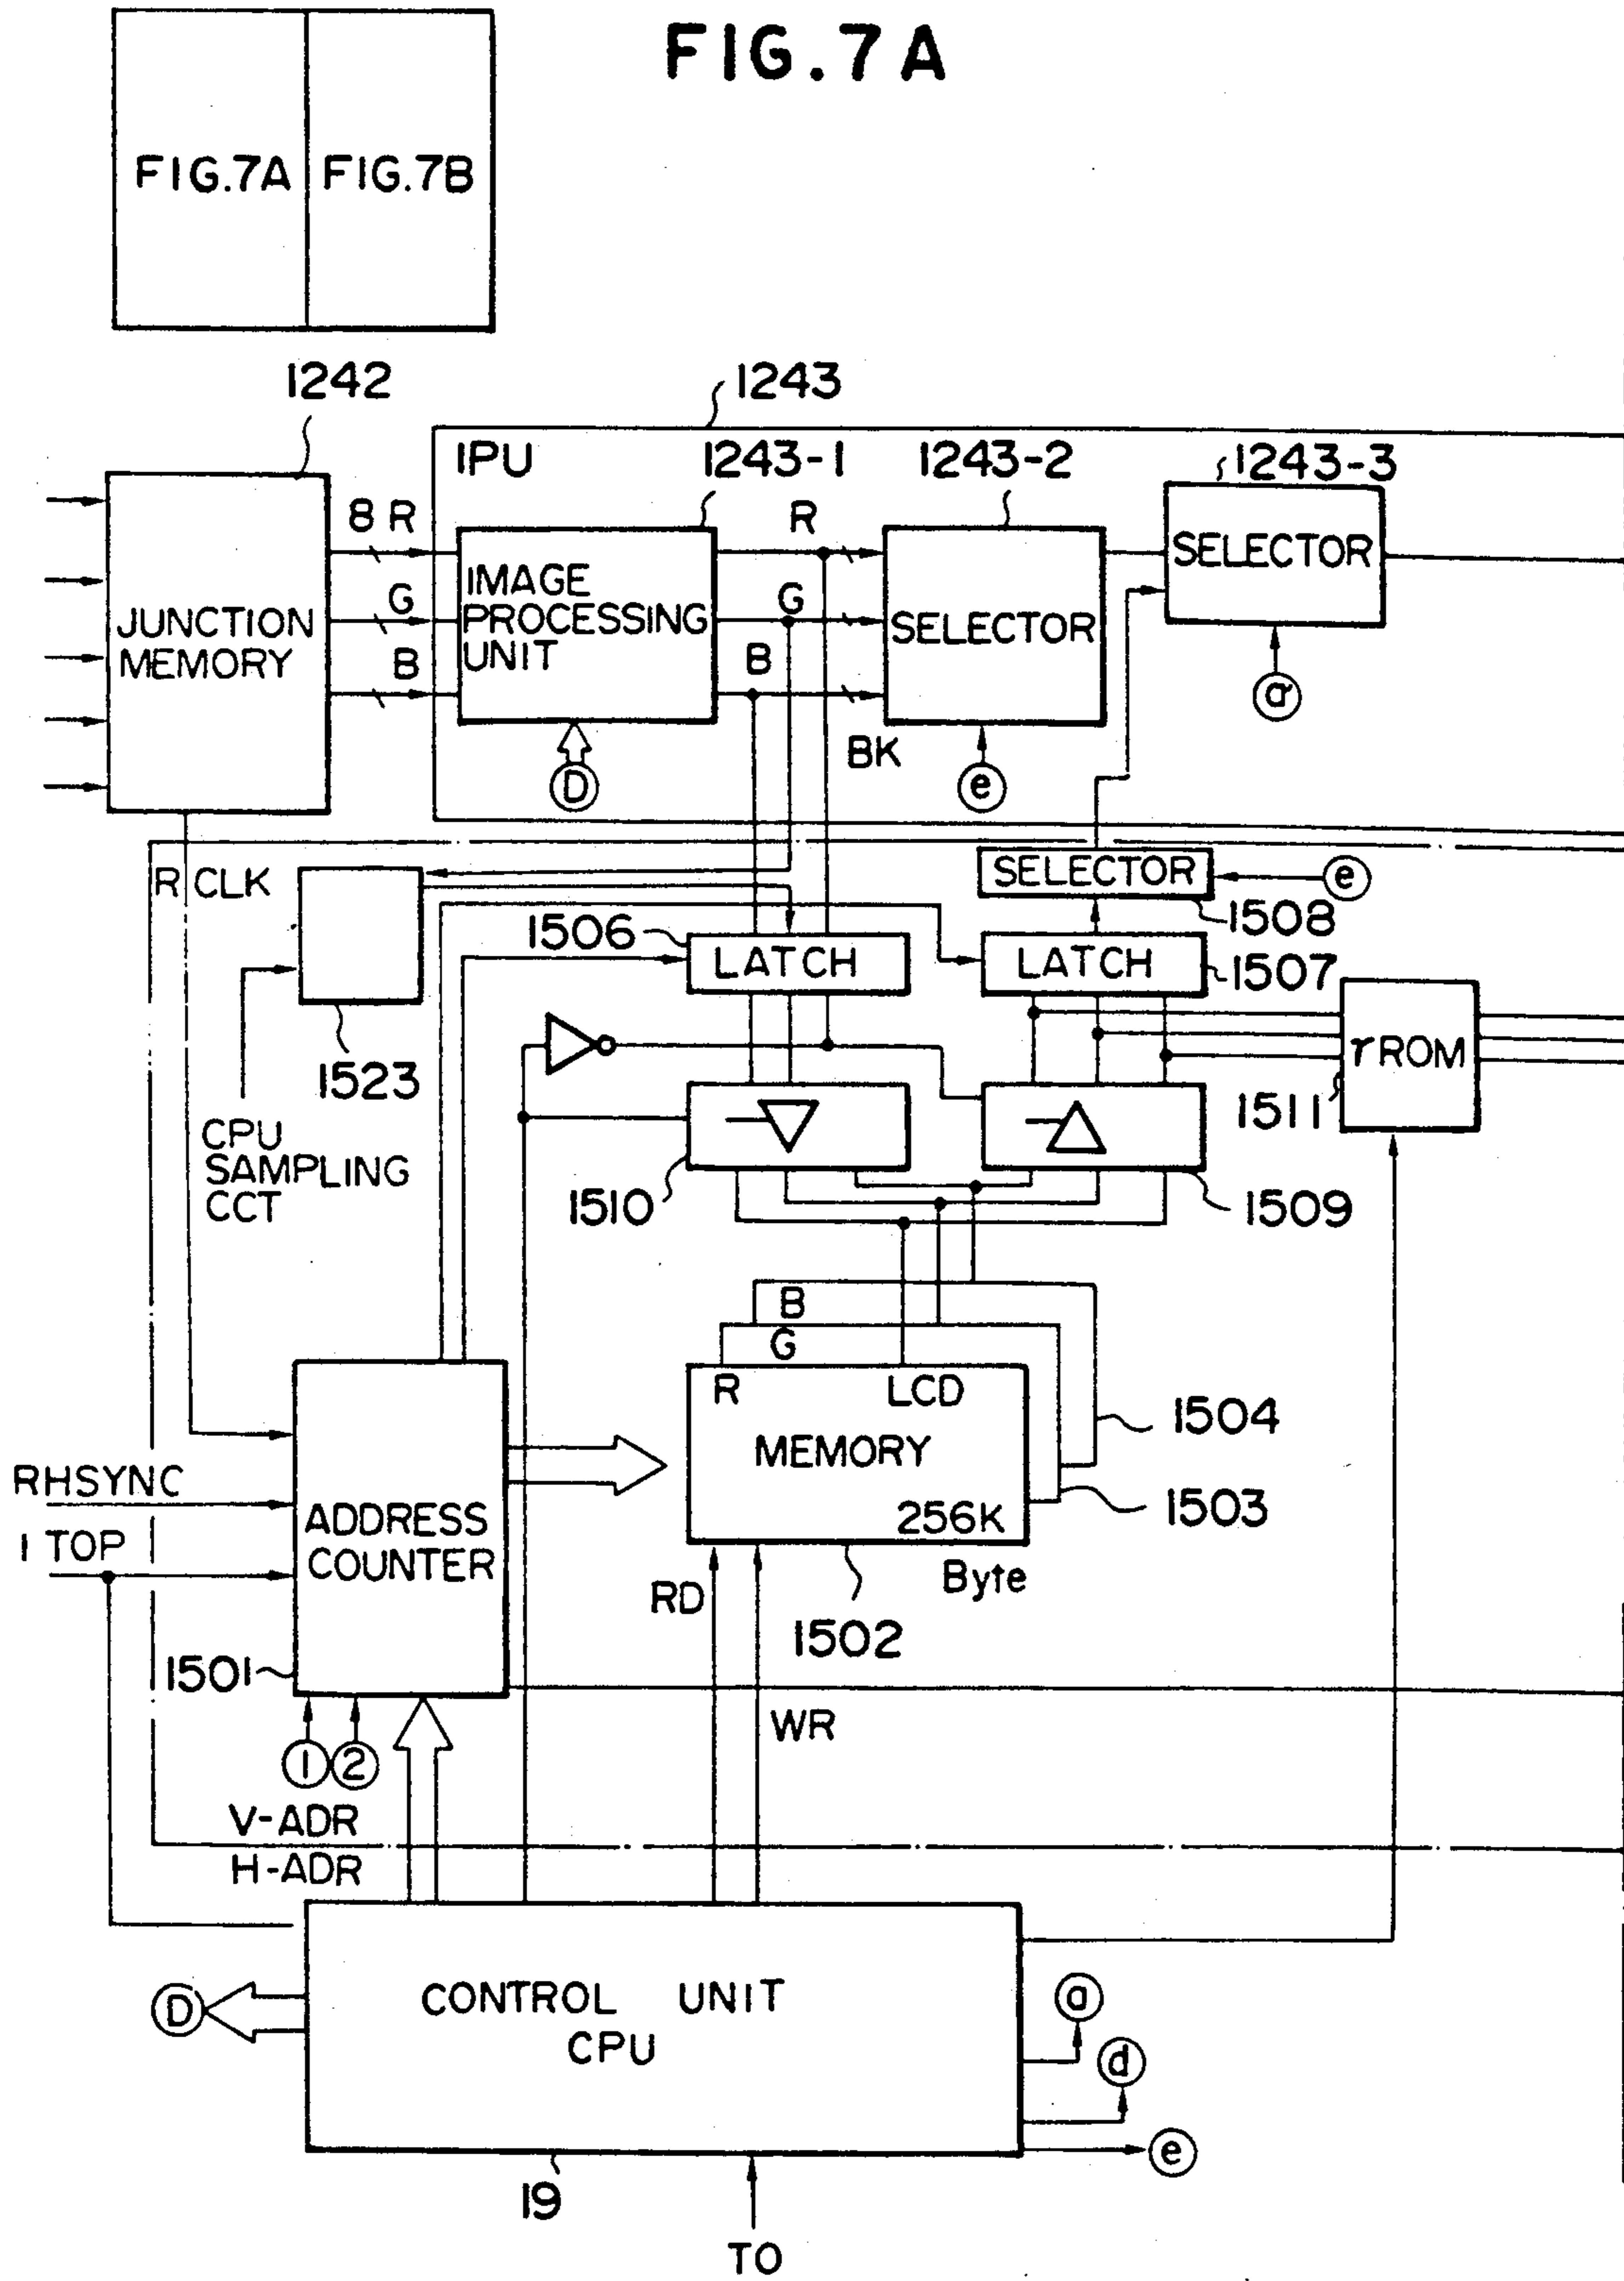 FIG.7A
FIG.7A FIG.7B
1242
1243
IPU
1243-1
1243-2
1243-3
8 R
G
B
JUNCTION
MEMORY
IMAGE
PROCESSING
UNIT
R
G
B
SELECTOR
SELECTOR
a
D
BK
e
R CLK
SELECTOR
e
1508
1506
LATCH
LATCH
1507
1523
γROM
1511
CPU
SAMPLING
CCT
1510
1509
B
G
R
LCD
MEMORY
256K
Byte
1504
1503
1502
RHSYNC
I TOP
ADDRESS
COUNTER
1501
RD
WR
1
2
V-ADR
H-ADR
CONTROL UNIT
CPU
D
a
d
e
19
TO